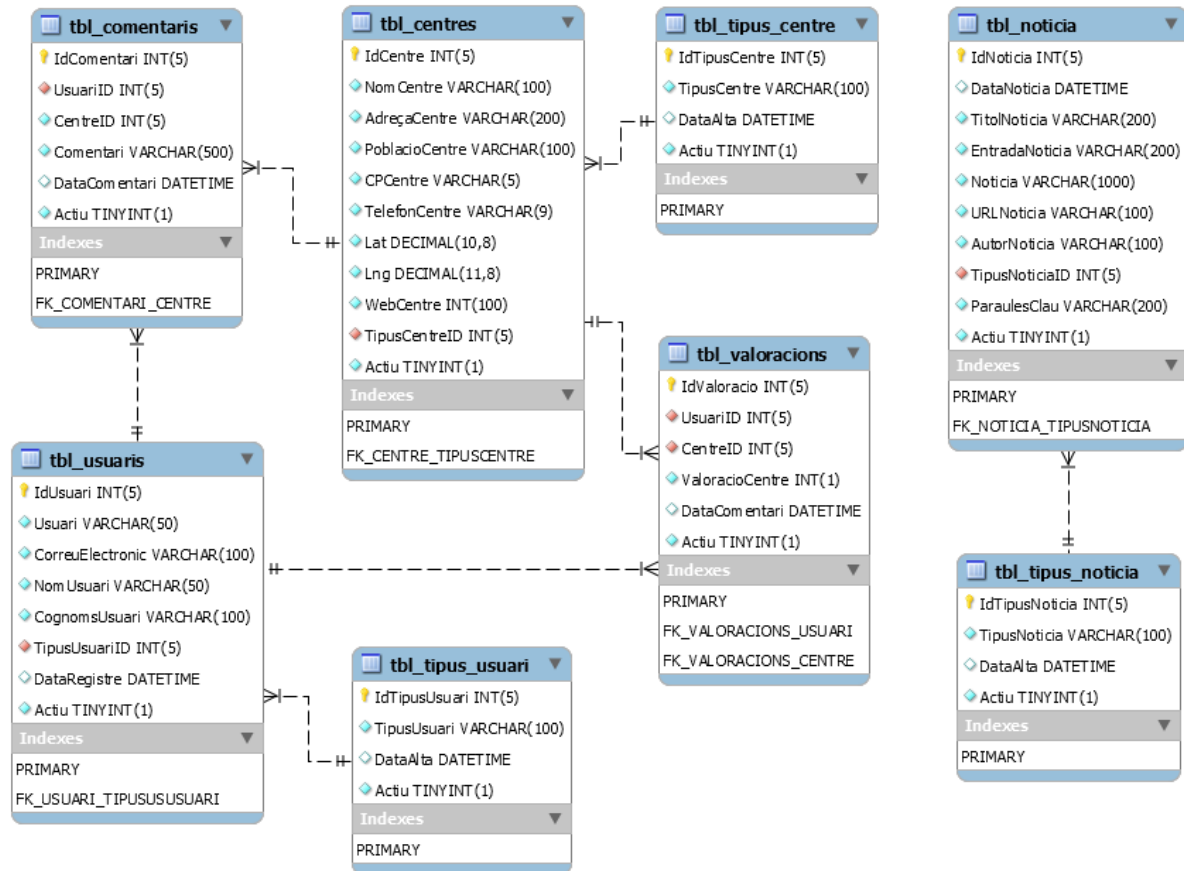 tbl_comentaris
IdComentari INT(5)
UsuariID INT(5)
CentreID INT(5)
Comentari VARCHAR(500)
DataComentari DATETIME
Actiu TINYINT(1)
Indexes
PRIMARY
FK_COMENTARI_CENTRE
tbl_centres
IdCentre INT(5)
NomCentre VARCHAR(100)
AdreçaCentre VARCHAR(200)
PoblacioCentre VARCHAR(100)
CPCentre VARCHAR(5)
TelefonCentre VARCHAR(9)
Lat DECIMAL(10,8)
Lng DECIMAL(11,8)
WebCentre INT(100)
TipusCentreID INT(5)
Actiu TINYINT(1)
Indexes
PRIMARY
FK_CENTRE_TIPUSCENTRE
tbl_tipus_centre
IdTipusCentre INT(5)
TipusCentre VARCHAR(100)
DataAlta DATETIME
Actiu TINYINT(1)
Indexes
PRIMARY
tbl_noticia
IdNoticia INT(5)
DataNoticia DATETIME
TitolNoticia VARCHAR(200)
EntradaNoticia VARCHAR(200)
Noticia VARCHAR(1000)
URLNoticia VARCHAR(100)
AutorNoticia VARCHAR(100)
TipusNoticiaID INT(5)
ParaulesClau VARCHAR(200)
Actiu TINYINT(1)
Indexes
PRIMARY
FK_NOTICIA_TIPUSNOTICIA
tbl_valoracions
IdValoracio INT(5)
UsuariID INT(5)
CentreID INT(5)
ValoracioCentre INT(1)
DataComentari DATETIME
Actiu TINYINT(1)
Indexes
PRIMARY
FK_VALORACIONS_USUARI
FK_VALORACIONS_CENTRE
tbl_usuaris
IdUsuari INT(5)
Usuari VARCHAR(50)
CorreuElectronic VARCHAR(100)
NomUsuari VARCHAR(50)
CognomsUsuari VARCHAR(100)
TipusUsuariID INT(5)
DataRegistre DATETIME
Actiu TINYINT(1)
Indexes
PRIMARY
FK_USUARI_TIPUSUSUSUARI
tbl_tipus_usuari
IdTipusUsuari INT(5)
TipusUsuari VARCHAR(100)
DataAlta DATETIME
Actiu TINYINT(1)
Indexes
PRIMARY
tbl_tipus_noticia
IdTipusNoticia INT(5)
TipusNoticia VARCHAR(100)
DataAlta DATETIME
Actiu TINYINT(1)
Indexes
PRIMARY